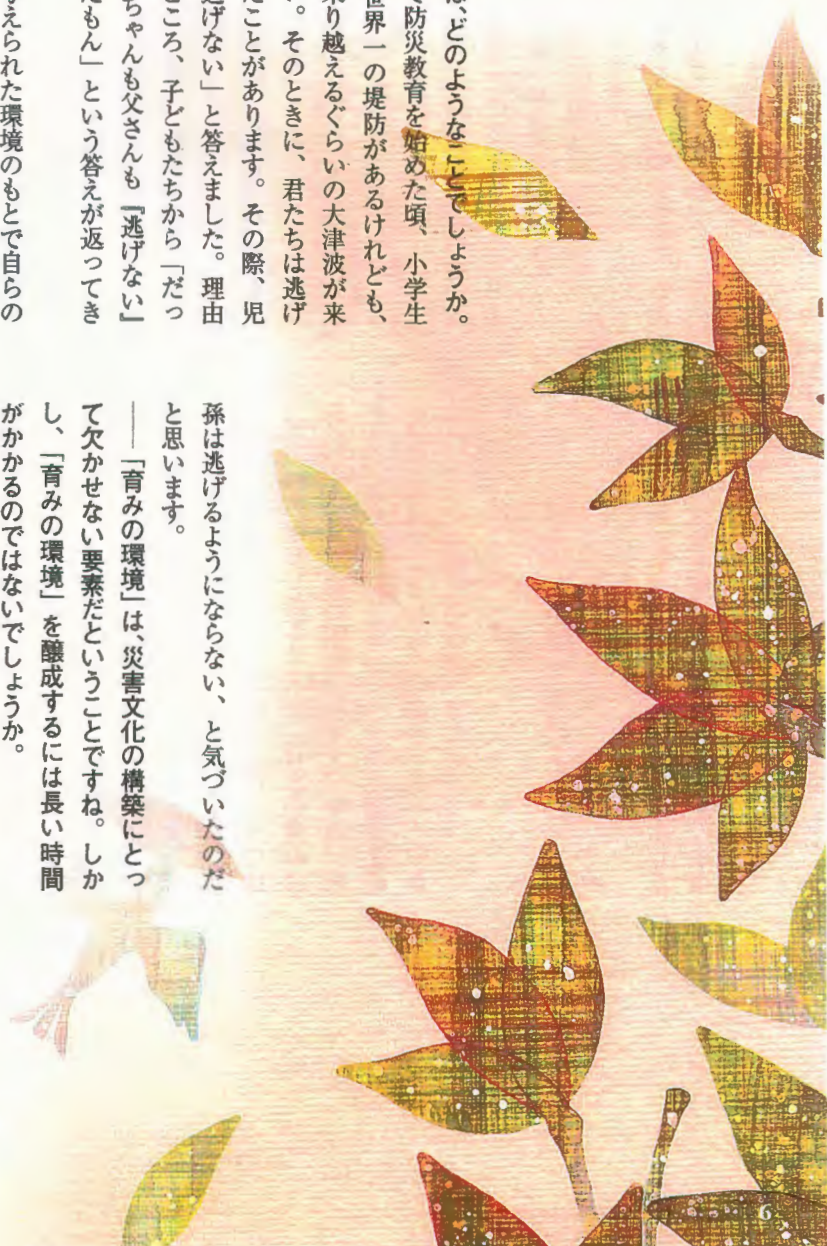 は、どのようなことでしょうか。
て防災教育を始めた頃、小学生
世界一の堤防があるけれども、
乗り越えるぐらいの大津波が来
。そのときに、君たちは逃げ
たことがあります。その際、児
逃げない」と答えました。理由
ころ、子どもたちから「だっ
ちゃんも父さんも『逃げない』
たもん」という答えが返ってき
与えられた環境のもとで自らの
孫は逃げるようにならない、と気づいたのだ
と思います。
――「育みの環境」は、災害文化の構築にとっ
て欠かせない要素だということですね。しか
し、「育みの環境」を醸成するには長い時間
がかかるのではないでしょうか。
6